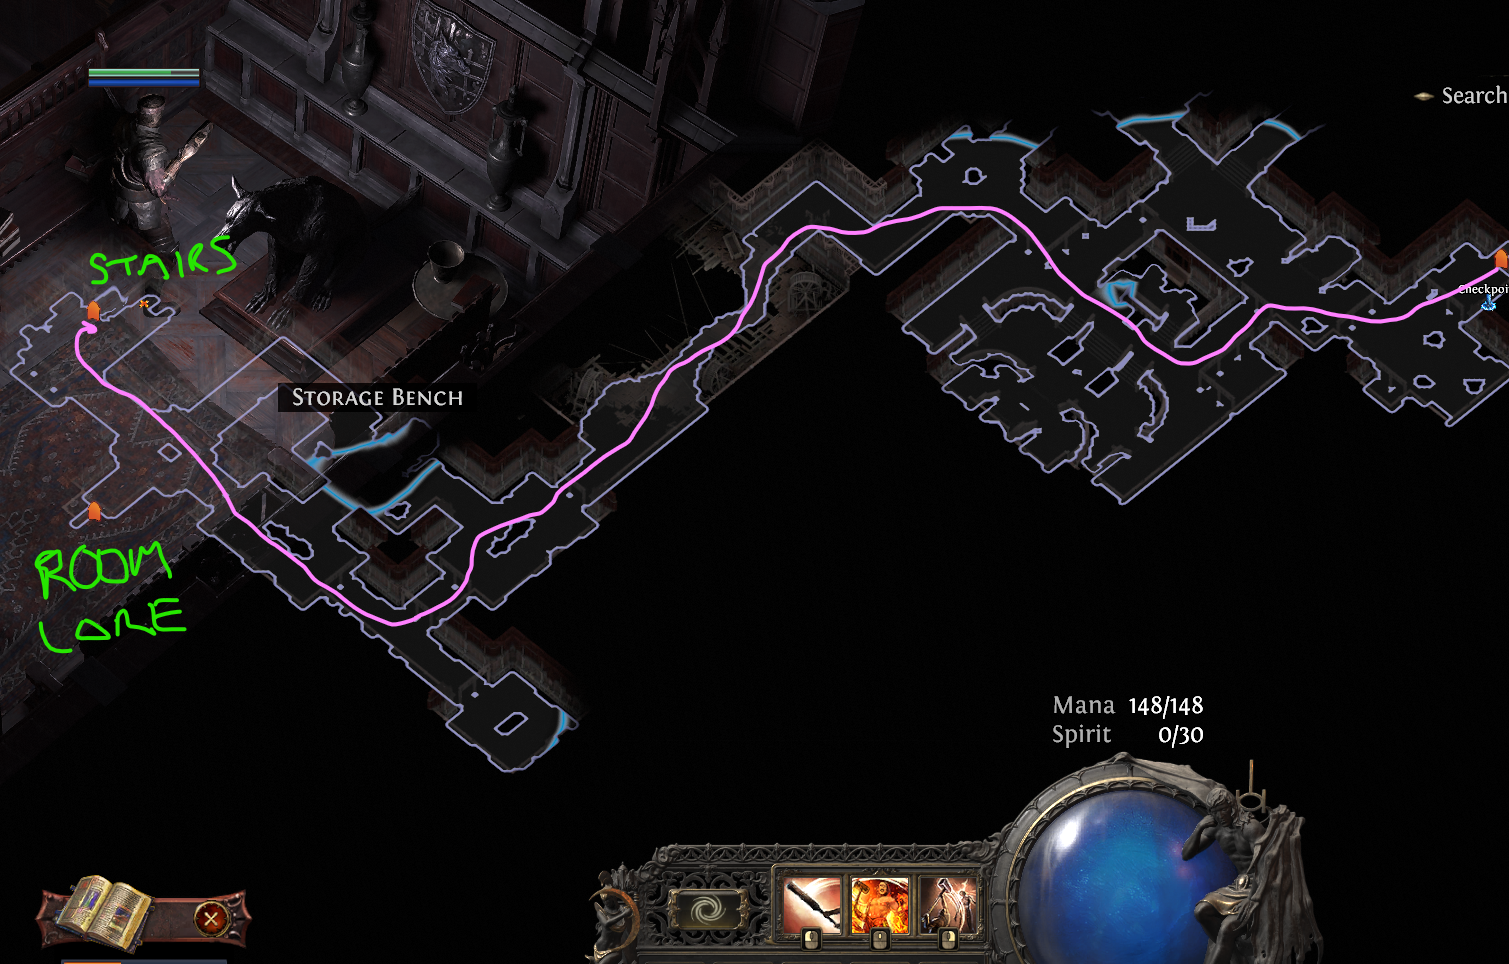 Search
STAIRS
Checkpoi
STORAGE BENCH
ROOM
LORE
Mana 148/148
Spirit 0/30